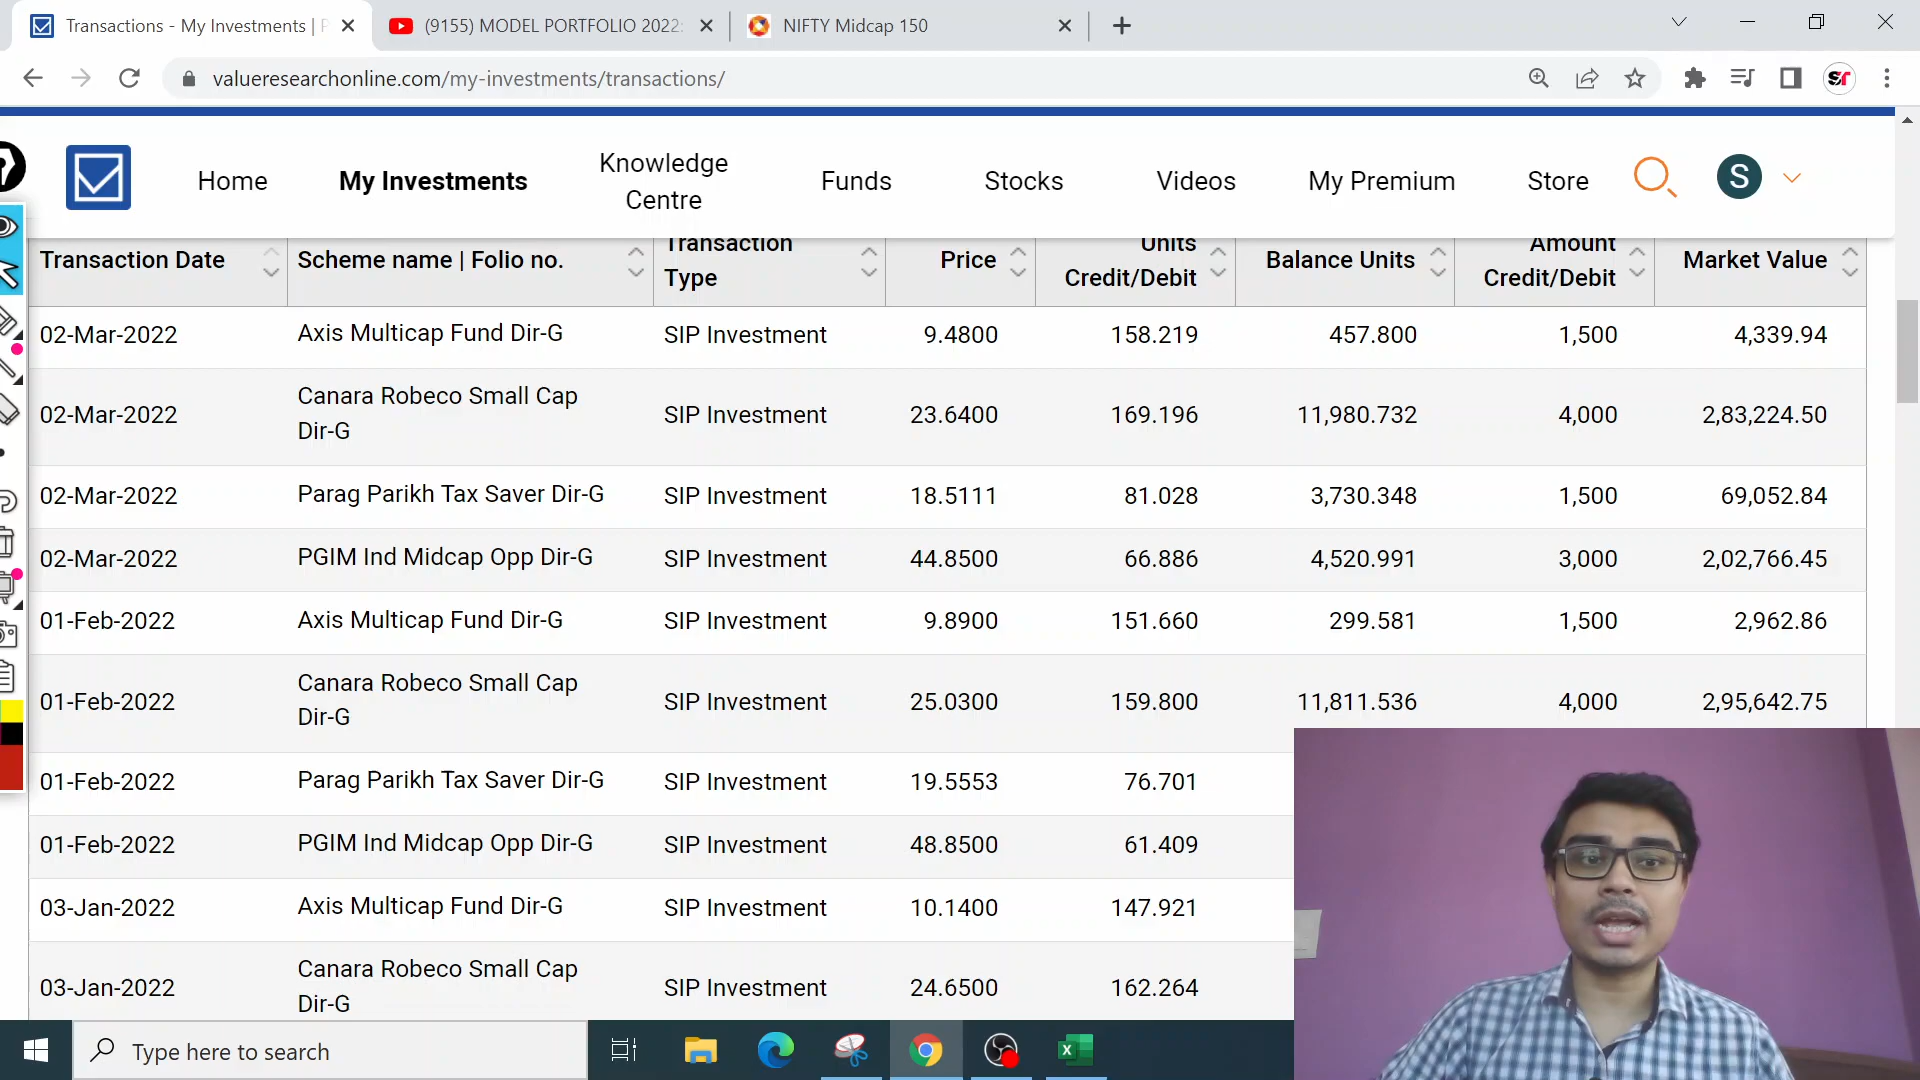 Transactions - My Investments |
(9155) MODEL PORTFOLIO 2022
NIFTY Midcap 150
valueresearchonline.com/my-investments/transactions/
Home
My Investments
Knowledge
Centre
Funds
Stocks
Videos
My Premium
Store
S
Transaction Date
Scheme name | Folio no.
Transaction
Type
Price
Units
Credit/Debit
Balance Units
Amount
Credit/Debit
Market Value
02-Mar-2022 Axis Multicap Fund Dir-G SIP Investment 9.4800 158.219 457.800 1,500 4,339.94
02-Mar-2022 Canara Robeco Small Cap
Dir-G SIP Investment 23.6400 169.196 11,980.732 4,000 2,83,224.50
02-Mar-2022 Parag Parikh Tax Saver Dir-G SIP Investment 18.5111 81.028 3,730.348 1,500 69,052.84
02-Mar-2022 PGIM Ind Midcap Opp Dir-G SIP Investment 44.8500 66.886 4,520.991 3,000 2,02,766.45
01-Feb-2022 Axis Multicap Fund Dir-G SIP Investment 9.8900 151.660 299.581 1,500 2,962.86
01-Feb-2022 Canara Robeco Small Cap
Dir-G SIP Investment 25.0300 159.800 11,811.536 4,000 2,95,642.75
01-Feb-2022 Parag Parikh Tax Saver Dir-G SIP Investment 19.5553 76.701
01-Feb-2022 PGIM Ind Midcap Opp Dir-G SIP Investment 48.8500 61.409
03-Jan-2022 Axis Multicap Fund Dir-G SIP Investment 10.1400 147.921
03-Jan-2022 Canara Robeco Small Cap
Dir-G SIP Investment 24.6500 162.264
Type here to search